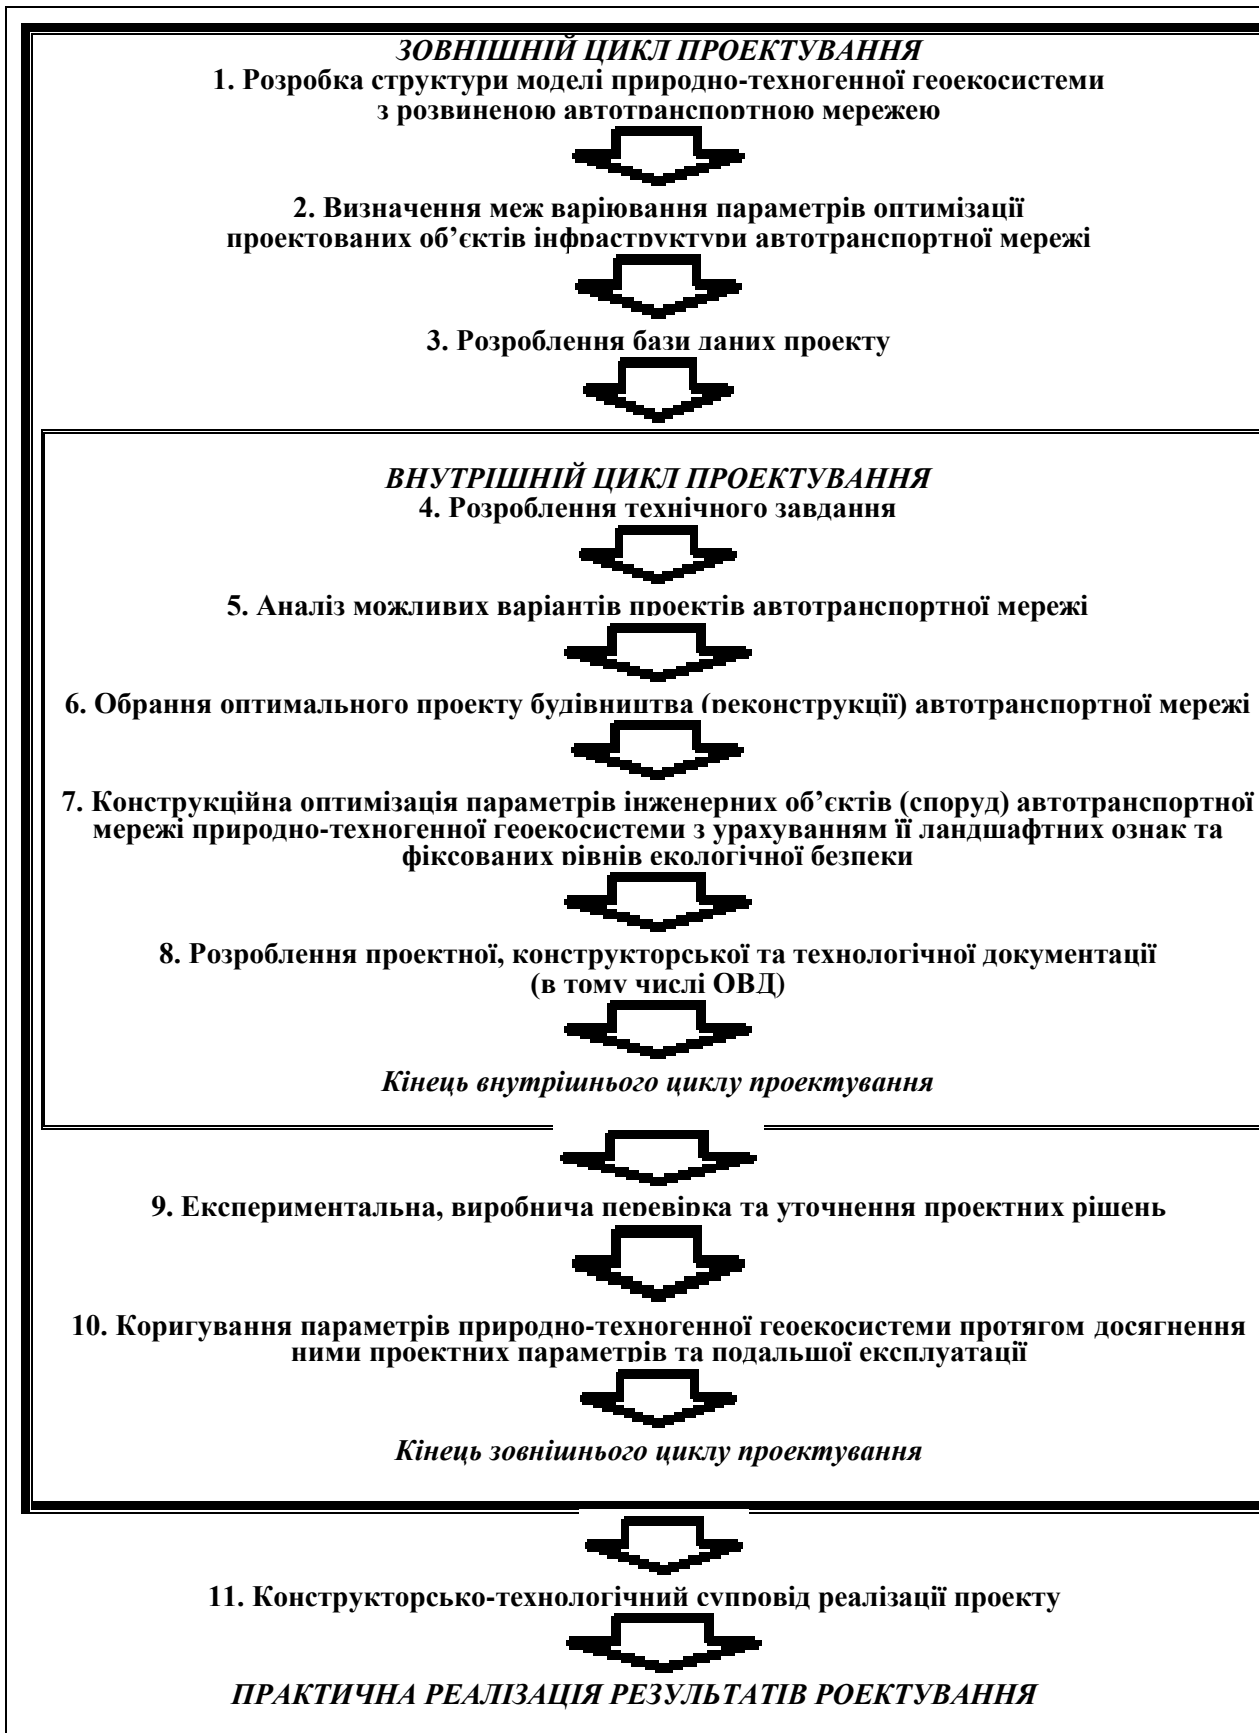 ЗОВНІШНІЙ ЦИКЛ ПРОЕКТУВАННЯ
1. Розробка структури моделі природно-техногенної геоекосистеми
з розвиненою автотранспортною мережею
2. Визначення меж варіювання параметрів оптимізації
проектованих об’єктів інфраструктури автотранспортної мережі
3. Розроблення бази даних проекту
ВНУТРІШНІЙ ЦИКЛ ПРОЕКТУВАННЯ
4. Розроблення технічного завдання
5. Аналіз можливих варіантів проектів автотранспортної мережі
6. Обрання оптимального проекту будівництва (реконструкції) автотранспортної мережі
7. Конструкційна оптимізація параметрів інженерних об’єктів (споруд) автотранспортної
мережі природно-техногенної геоекосистеми з урахуванням її ландшафтних ознак та
фіксованих рівнів екологічної безпеки
8. Розроблення проектної, конструкторської та технологічної документації
(в тому числі ОВД)
Кінець внутрішнього циклу проектування
9. Експериментальна, виробнича перевірка та уточнення проектних рішень
10. Коригування параметрів природно-техногенної геоекосистеми протягом досягнення
ними проектних параметрів та подальшої експлуатації
Кінець зовнішнього циклу проектування
11. Конструкторсько-технологічний супровід реалізації проекту
ПРАКТИЧНА РЕАЛІЗАЦІЯ РЕЗУЛЬТАТІВ РОЕКТУВАННЯ